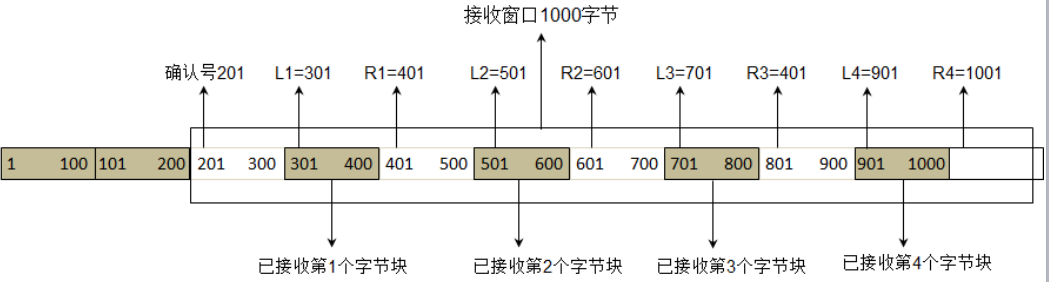 接收窗口1000字节
确认号201 L1=301 R1=401 L2=501 R2=601 L3=701 R3=401 L4=901 R4=1001
1 100 101 200 201 300 301 400 401 500 501 600 601 700 701 800 801 900 901 1000
已接收第1个字节块 已接收第2个字节块 已接收第3个字节块 已接收第4个字节块